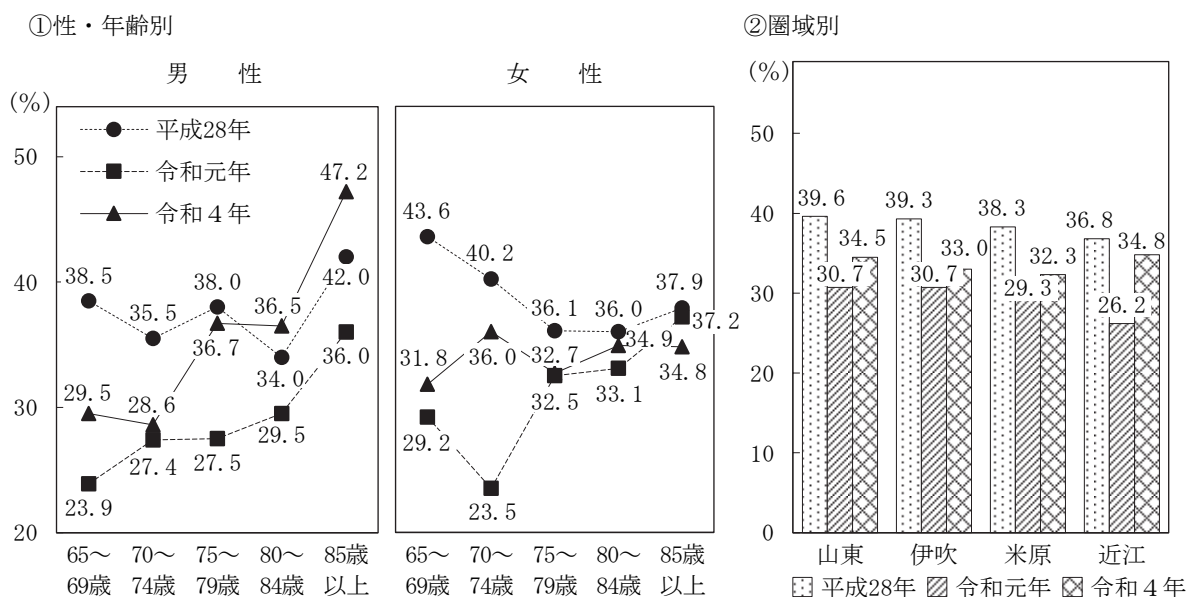 ①性・年齢別
男　性
(%)
50
40
30
20
平成28年
令和元年
令和４年
38.5
35.5
38.0
34.0
42.0
23.9
27.4
27.5
29.5
36.0
29.5
28.6
36.7
36.5
47.2
65～
69歳
70～
74歳
75～
79歳
80～
84歳
85歳
以上
女　性
43.6
40.2
36.1
36.0
37.9
29.2
23.5
32.5
33.1
37.2
31.8
36.0
32.7
34.9
34.8
65～
69歳
70～
74歳
75～
79歳
80～
84歳
85歳
以上
②圏域別
(%)
50
40
30
20
10
0
39.6
30.7
34.5
39.3
30.7
33.0
38.3
29.3
32.3
36.8
26.2
34.8
山東
伊吹
米原
近江
平成28年 令和元年 令和４年